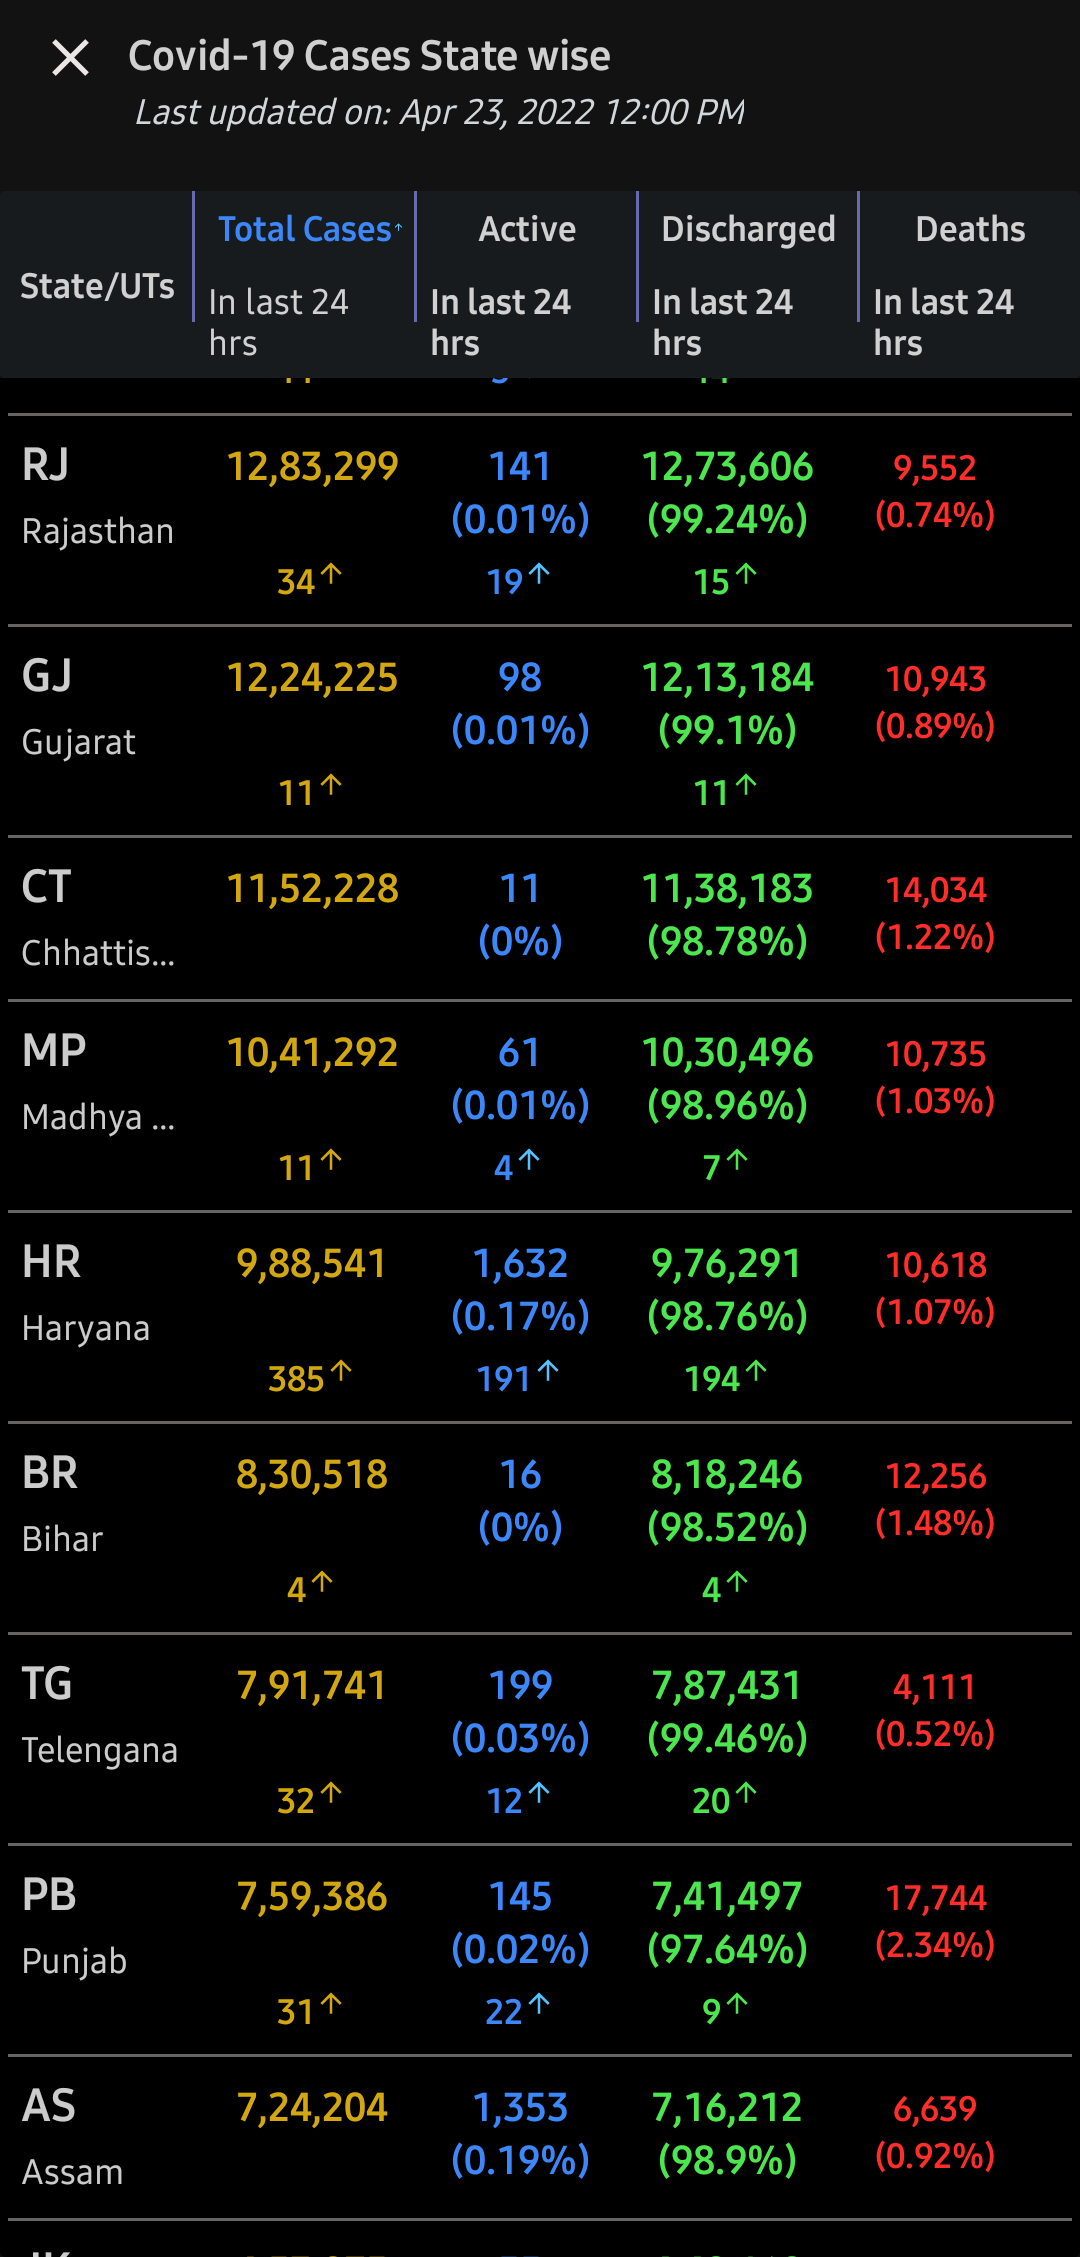 Covid-19 Cases State wise
Last updated on: Apr 23, 2022 12:00 PM
State/UTs Total Cases↑ Active Discharged Deaths
In last 24 hrs In last 24 hrs In last 24 hrs In last 24 hrs
RJ 12,83,299 141 12,73,606 9,552
(0.01%) (99.24%) (0.74%)
Rajasthan
34↑ 19↑ 15↑
GJ 12,24,225 98 12,13,184 10,943
(0.01%) (99.1%) (0.89%)
Gujarat
11↑ 11↑
CT 11,52,228 11 11,38,183 14,034
(0%) (98.78%) (1.22%)
Chhattis...
MP 10,41,292 61 10,30,496 10,735
(0.01%) (98.96%) (1.03%)
Madhya ...
11↑ 4↑ 7↑
HR 9,88,541 1,632 9,76,291 10,618
(0.17%) (98.76%) (1.07%)
Haryana
385↑ 191↑ 194↑
BR 8,30,518 16 8,18,246 12,256
(0%) (98.52%) (1.48%)
Bihar
4↑ 4↑
TG 7,91,741 199 7,87,431 4,111
(0.03%) (99.46%) (0.52%)
Telengana
32↑ 12↑ 20↑
PB 7,59,386 145 7,41,497 17,744
(0.02%) (97.64%) (2.34%)
Punjab
31↑ 22↑ 9↑
AS 7,24,204 1,353 7,16,212 6,639
(0.19%) (98.9%) (0.92%)
Assam